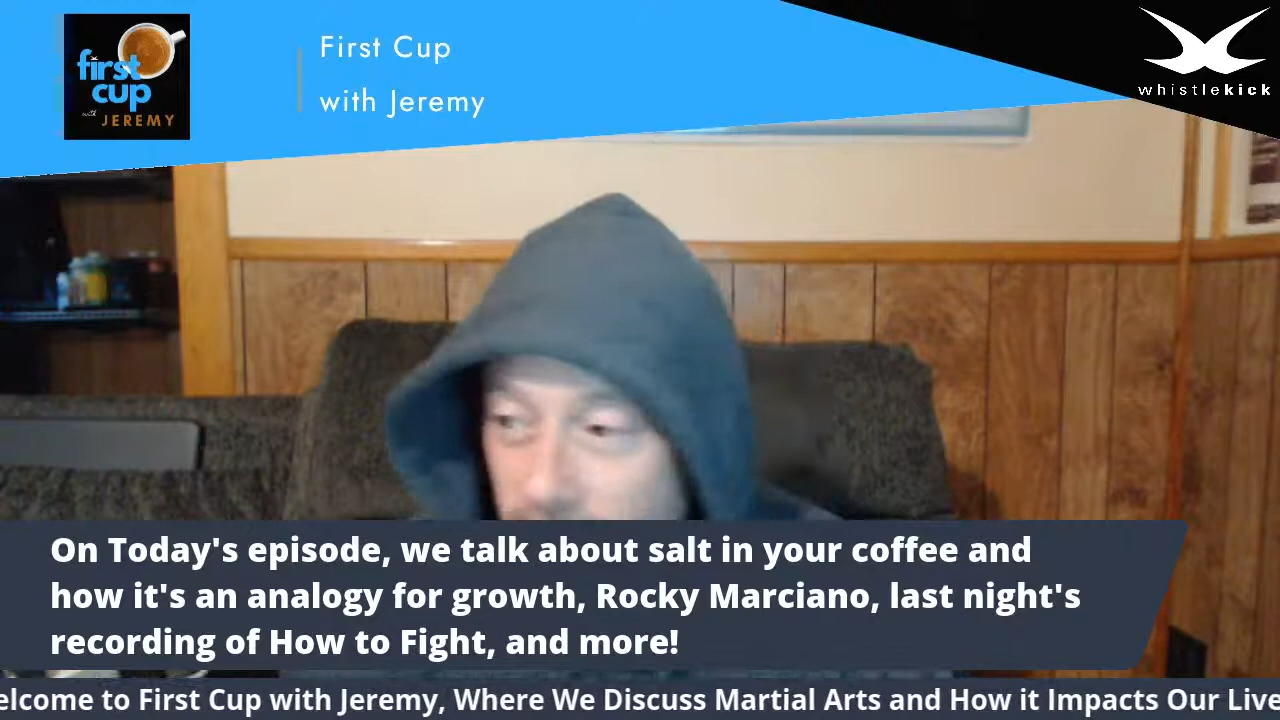 first
cup
with
JEREMY
First Cup
with Jeremy
whistlekick
On Today's episode, we talk about salt in your coffee and
how it's an analogy for growth, Rocky Marciano, last night's
recording of How to Fight, and more!
elcome to First Cup with Jeremy, Where We Discuss Martial Arts and How it Impacts Our Live